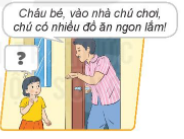 Cháu bé, vào nhà chú chơi,
chú có nhiều đồ ăn ngon lắm!
?